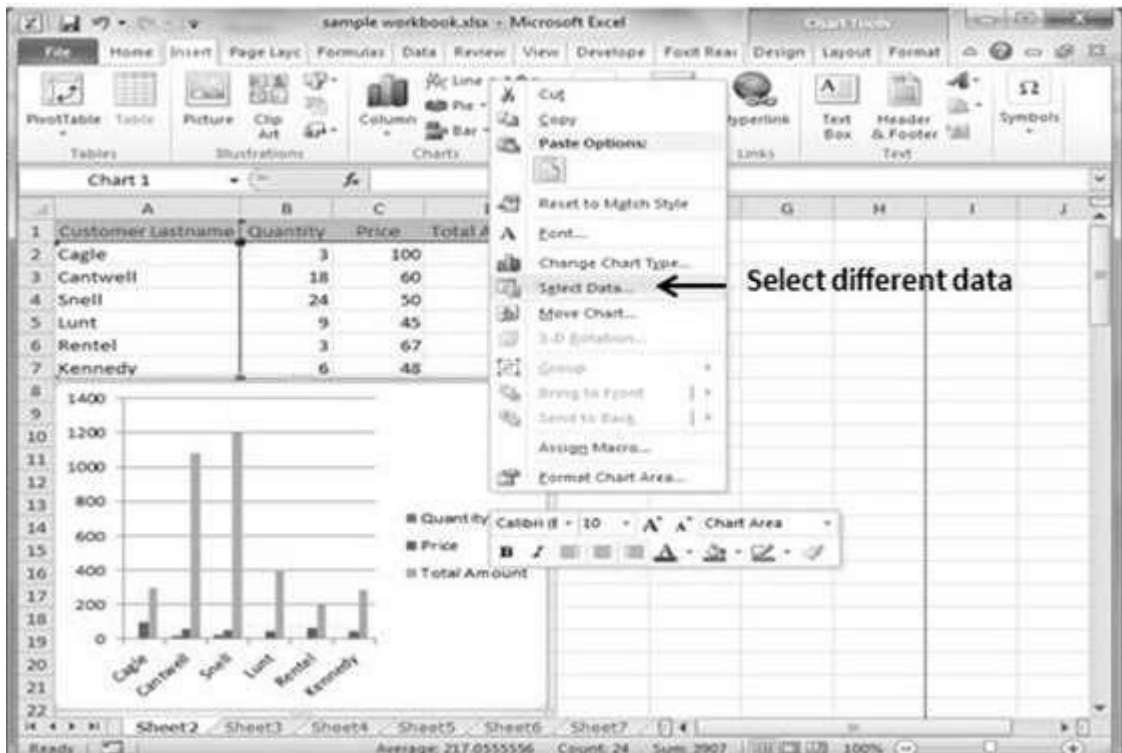 sample workbook.xlsx - Microsoft Excel
Chart Tools
File Home Insert Page Layc Formulas Data Review View Develope Foxit Reac Design Layout Format
PivotTable Table Picture Clip Art Column Line Pie Bar Hyperlink Text Box Header & Footer Symbols
Tables Illustrations Charts Links Text
Chart 1 fx
A B C G H I J
1 Customer Lastname Quantity Price Total A
2 Cagle 3 100
3 Cantwell 18 60
4 Snell 24 50
5 Lunt 9 45
6 Rentel 3 67
7 Kennedy 6 48
8
9
10
11
12
13
14
15
16
17
18
19
20
21
22
1400
1200
1000
800
600
400
200
0
Cagle Cantwell Snell Lunt Rentel Kennedy
Quantity
Price
Total Amount
Cut
Copy
Paste Options:
Reset to Match Style
Font...
Change Chart Type...
Select Data...
Select different data
Move Chart...
3-D Rotation...
Group
Bring to Front
Send to Back
Assign Macro...
Format Chart Area...
Calibri (E 10 A A Chart Area
B I A
Sheet2 Sheet3 Sheet4 Sheet5 Sheet6 Sheet7
Ready Average: 217.0555556 Count: 24 Sum: 3907 100%